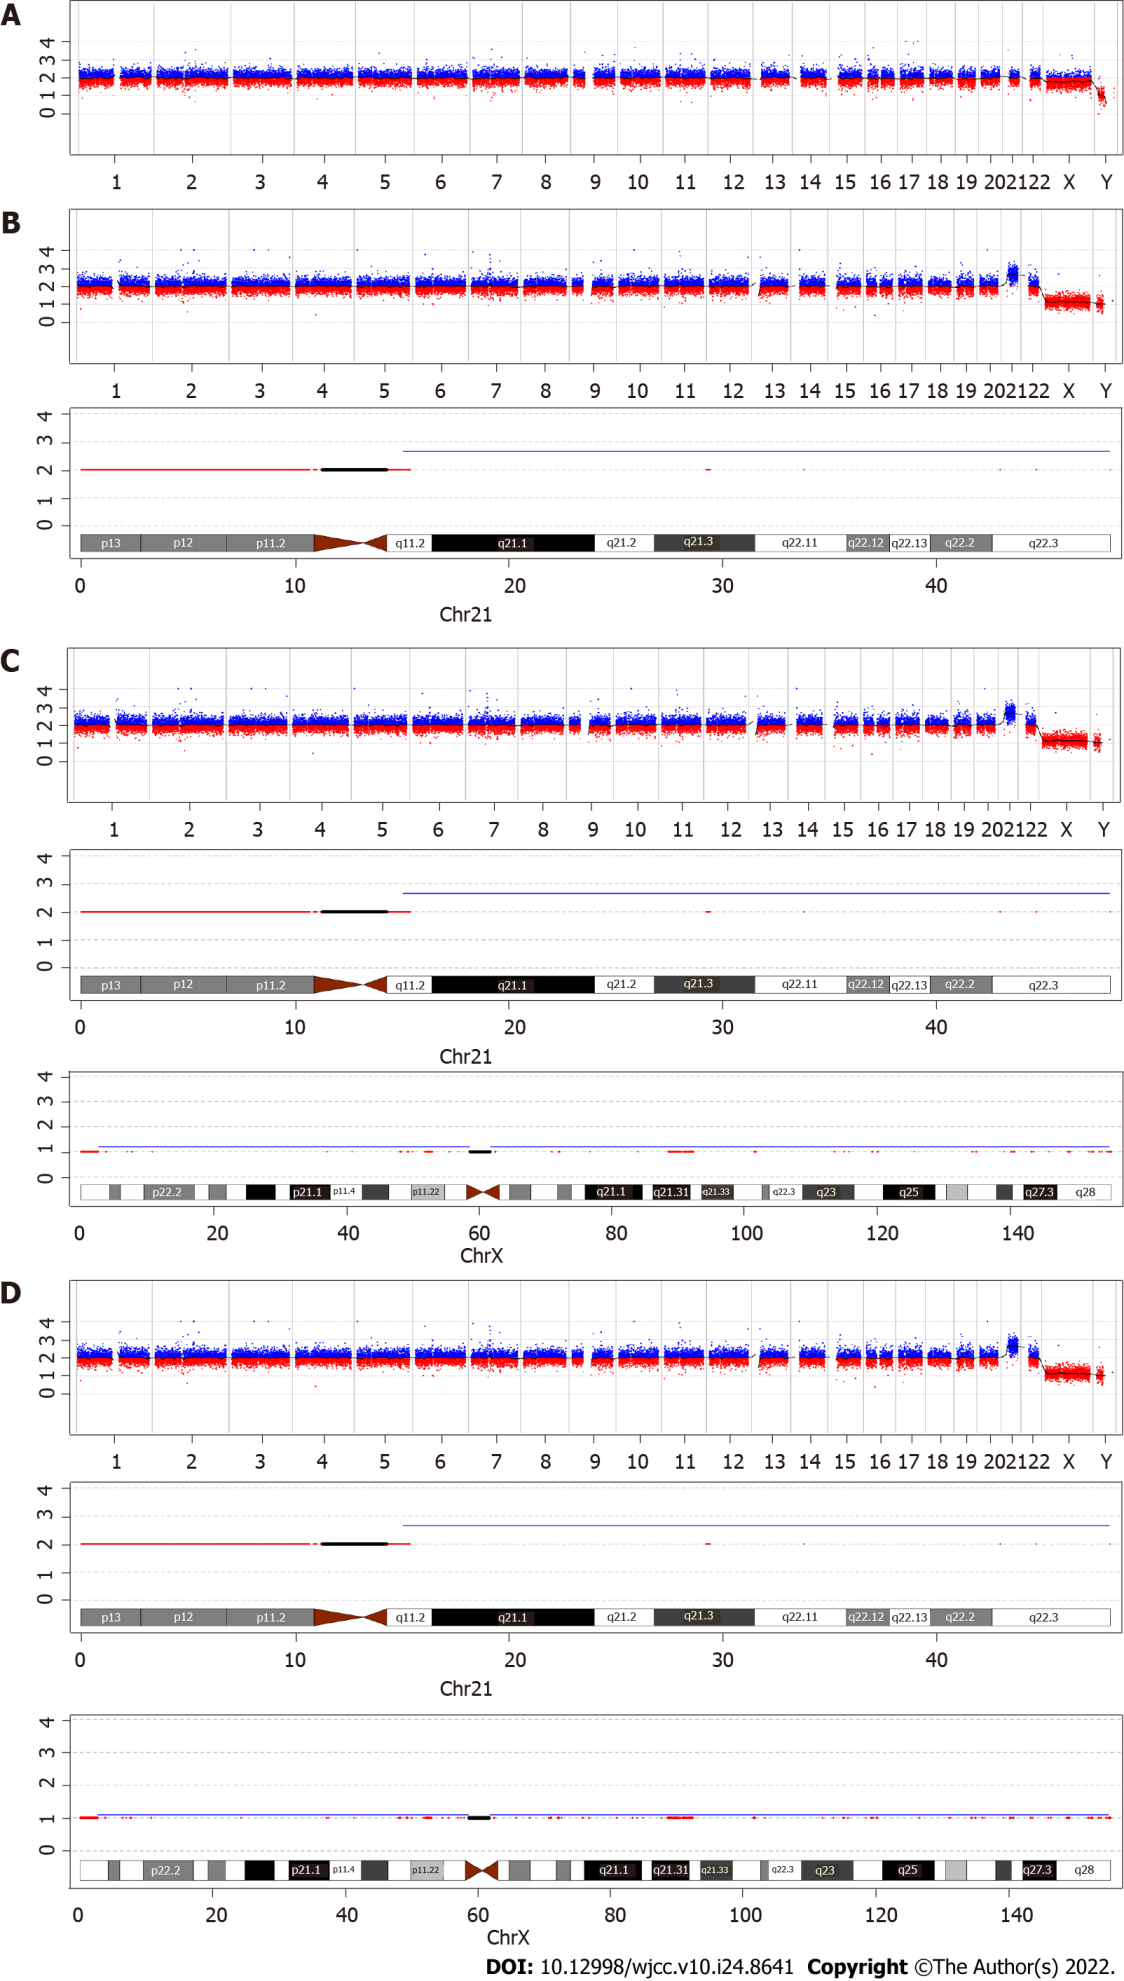 A
4
3
2
1
0
1 2 3 4 5 6 7 8 9 10 11 12 13 14 15 16 17 18 19 202122 X Y
B
4
3
2
1
0
1 2 3 4 5 6 7 8 9 10 11 12 13 14 15 16 17 18 19 202122 X Y
4
3
2
1
0
p13 p12 p11.2 q11.2 q21.1 q21.2 q21.3 q22.11 q22.12 q22.13 q22.2 q22.3
0 10 20 30 40
Chr21
C
4
3
2
1
0
1 2 3 4 5 6 7 8 9 10 11 12 13 14 15 16 17 18 19 202122 X Y
4
3
2
1
0
p13 p12 p11.2 q11.2 q21.1 q21.2 q21.3 q22.11 q22.12 q22.13 q22.2 q22.3
0 10 20 30 40
Chr21
4
3
2
1
0
p22.2 p21.1 p11.4 p11.22 q21.1 q21.31 q21.33 q22.3 q23 q25 q27.3 q28
0 20 40 60 80 100 120 140
ChrX
D
4
3
2
1
0
1 2 3 4 5 6 7 8 9 10 11 12 13 14 15 16 17 18 19 202122 X Y
4
3
2
1
0
p13 p12 p11.2 q11.2 q21.1 q21.2 q21.3 q22.11 q22.12 q22.13 q22.2 q22.3
0 10 20 30 40
Chr21
4
3
2
1
0
p22.2 p21.1 p11.4 p11.22 q21.1 q21.31 q21.33 q22.3 q23 q25 q27.3 q28
0 20 40 60 80 100 120 140
ChrX
DOI: 10.12998/wjcc.v10.i24.8641 Copyright ©The Author(s) 2022.